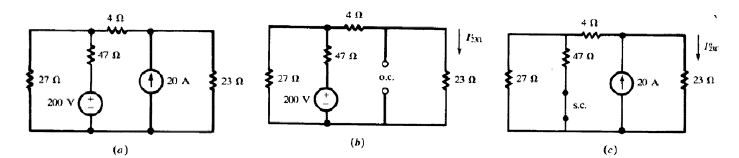 4 Ω
47 Ω
27 Ω
20 A
23 Ω
200 V
+
−
(a)
4 Ω
47 Ω
27 Ω
o.c.
23 Ω
200 V
+
−
(b)
4 Ω
47 Ω
27 Ω
20 A
23 Ω
s.c.
(c)